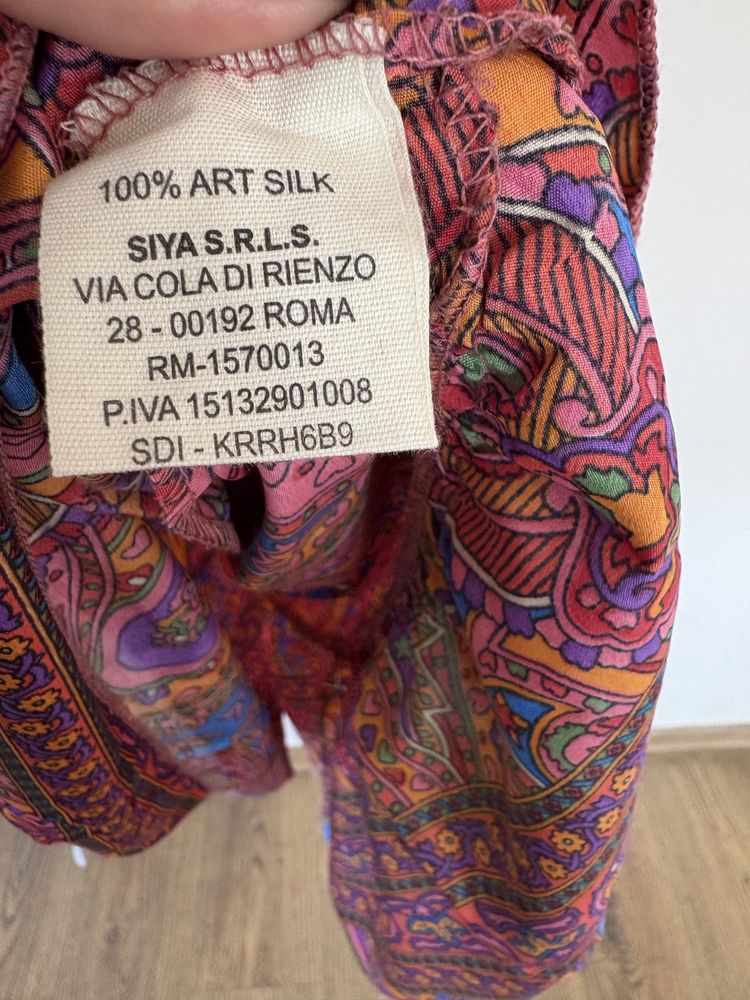 100% ART SILK
SIYA S.R.L.S.
VIA COLA DI RIENZO
28 - 00192 ROMA
RM-1570013
P.IVA 15132901008
SDI - KRRH6B9